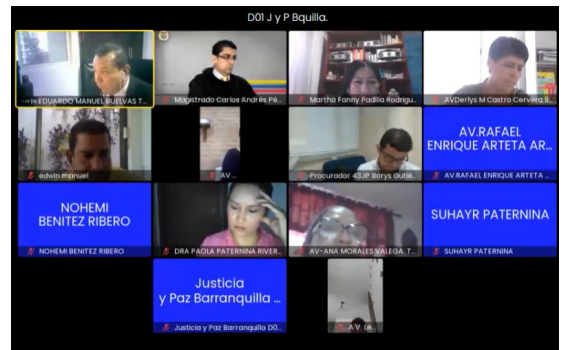 D01 J y P Bquilla.
EDUARDO MANUEL BUELVAS T...
Magistrado Carlos Andrés Pé...
Martha Fanny Padilla Rodrigu...
AVDerlys M Castro Cervera 9...
edwin manuel
AV ...
Procurador 43JP Borys Gutié...
AV.RAFAEL
ENRIQUE ARTETA AR...
AV.RAFAEL ENRIQUE ARTETA ...
NOHEMI
BENITEZ RIBERO
NOHEMI BENITEZ RIBERO
DRA PAOLA PATERNINA RIVER...
AV-ANA MORALES VALEGA. T...
SUHAYR PATERNINA
SUHAYR PATERNINA
Justicia
y Paz Barranquilla ...
Justicia y Paz Barranquilla D0...
A.V. Le...